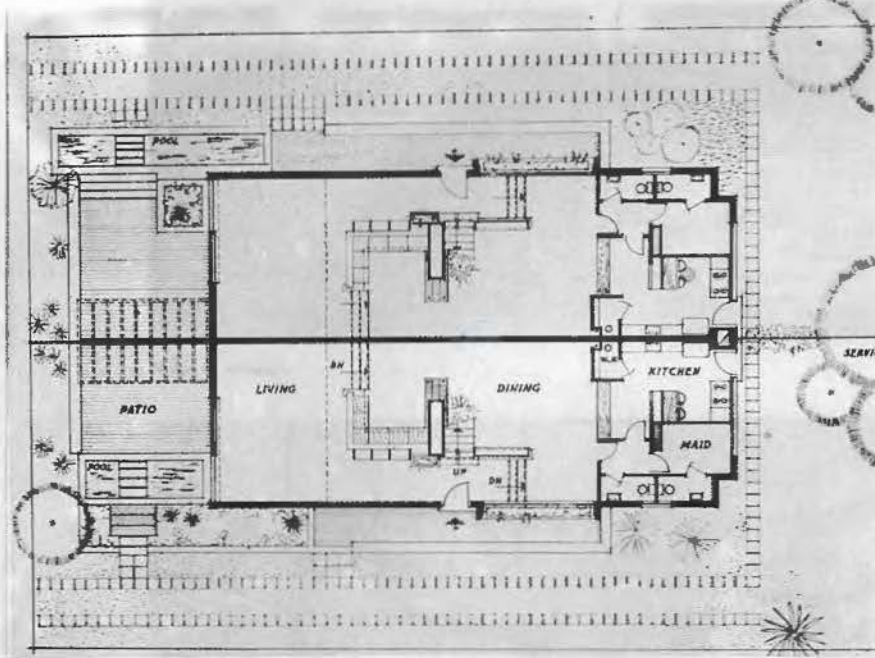 POOL
LIVING
DN
DINING
KITCHEN
PATIO
MAID
POOL
UP
DN